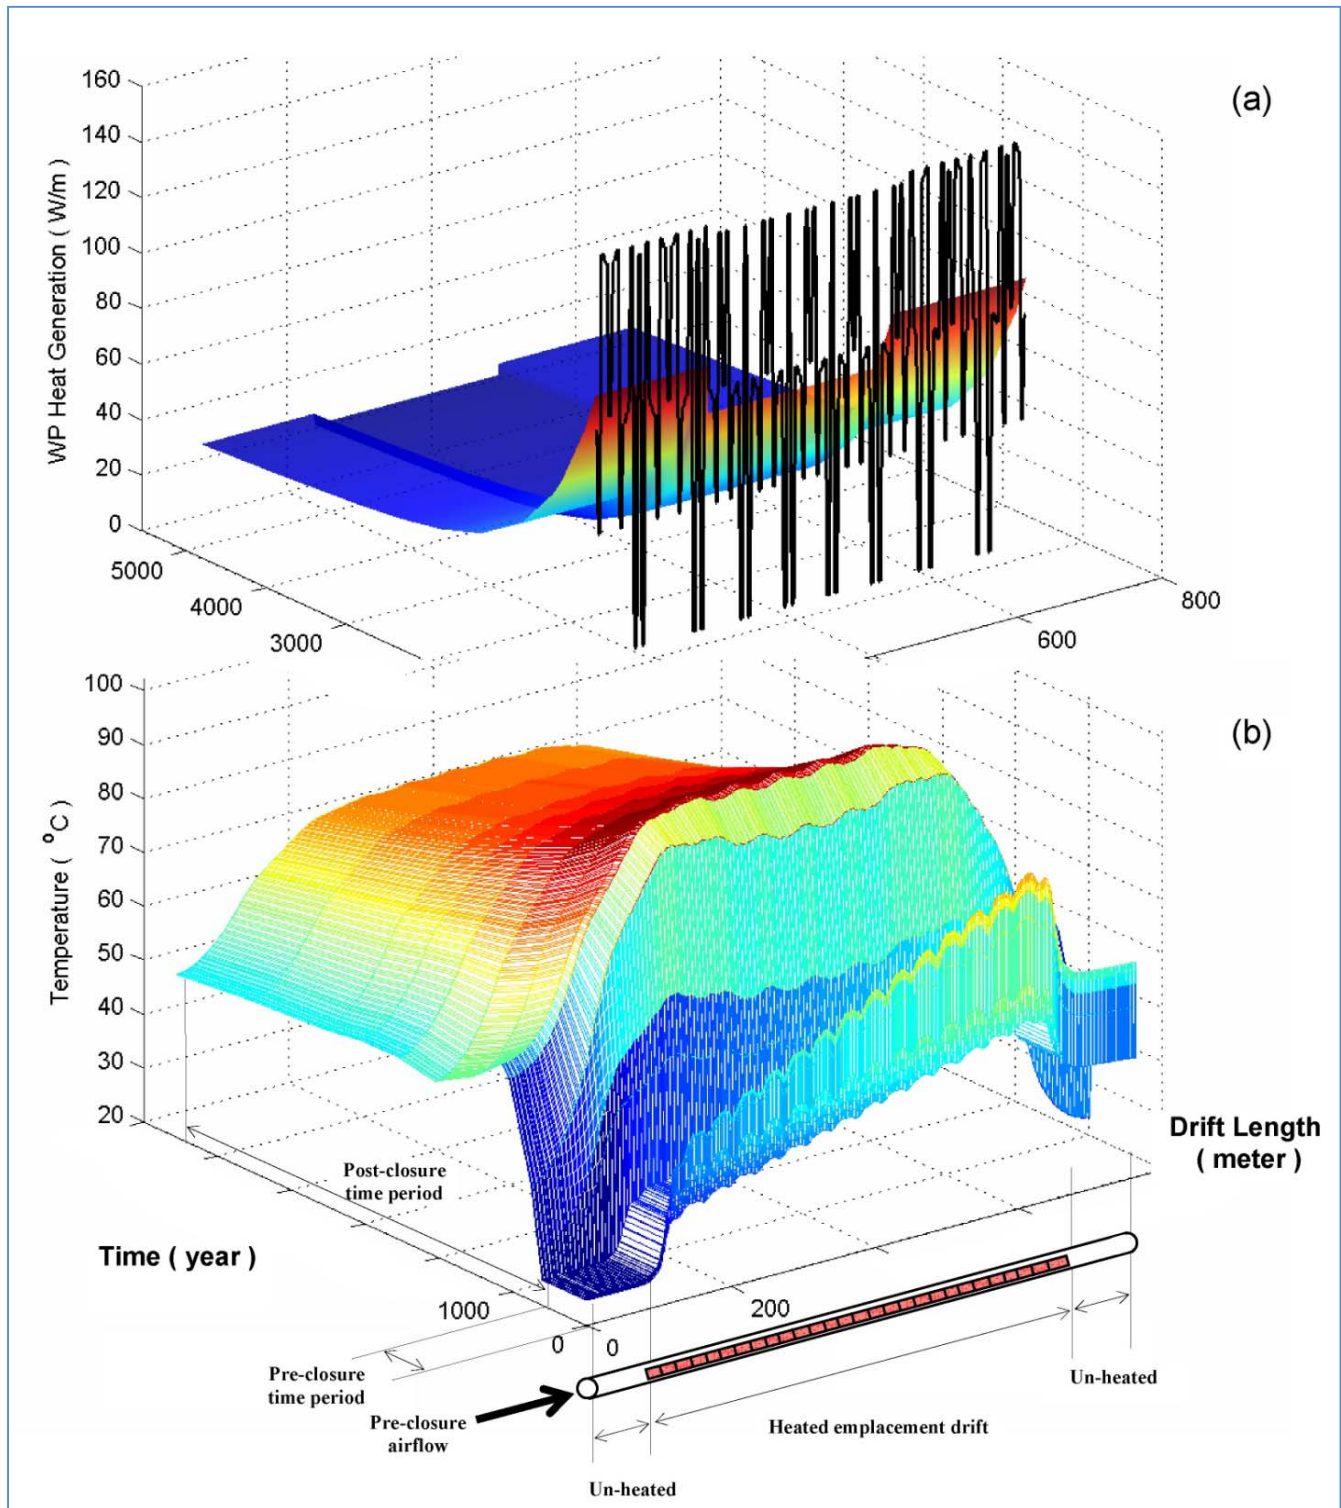 (a)
WP Heat Generation ( W/m )
160
140
120
100
80
60
40
20
0
5000
4000
3000
600
800
(b)
Temperature ( °C )
100
90
80
70
60
50
40
30
20
Post-closure
time period
Time ( year )
1000
0
0
200
Drift Length
( meter )
Pre-closure
time period
Pre-closure
airflow
Un-heated
Heated emplacement drift
Un-heated